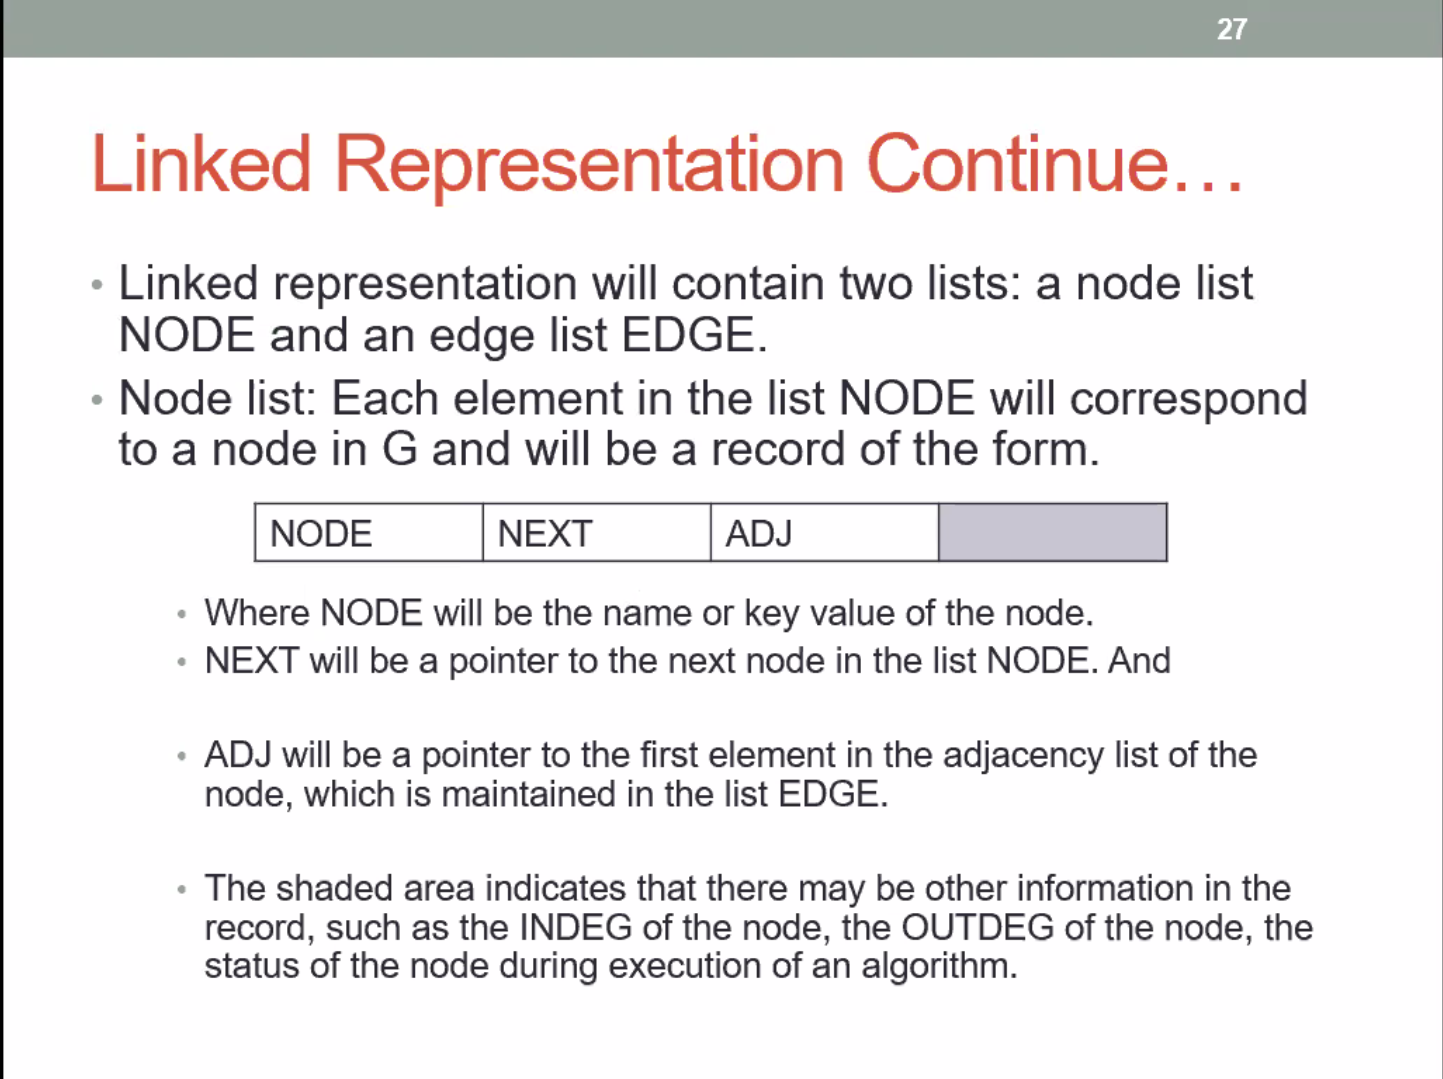 27
Linked Representation Continue…
• Linked representation will contain two lists: a node list
NODE and an edge list EDGE.
• Node list: Each element in the list NODE will correspond
to a node in G and will be a record of the form.
NODE NEXT ADJ
• Where NODE will be the name or key value of the node.
• NEXT will be a pointer to the next node in the list NODE. And
• ADJ will be a pointer to the first element in the adjacency list of the
node, which is maintained in the list EDGE.
• The shaded area indicates that there may be other information in the
record, such as the INDEG of the node, the OUTDEG of the node, the
status of the node during execution of an algorithm.